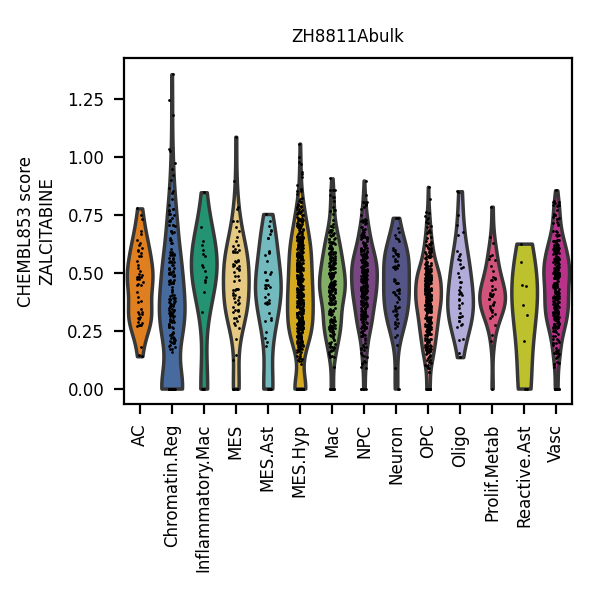 ZH8811Abulk
CHEMBL853 score
ZALCITABINE
1.25
1.00
0.75
0.50
0.25
0.00
AC
Chromatin.Reg
Inflammatory.Mac
MES
MES.Ast
MES.Hyp
Mac
NPC
Neuron
OPC
Oligo
Prolif.Metab
Reactive.Ast
Vasc